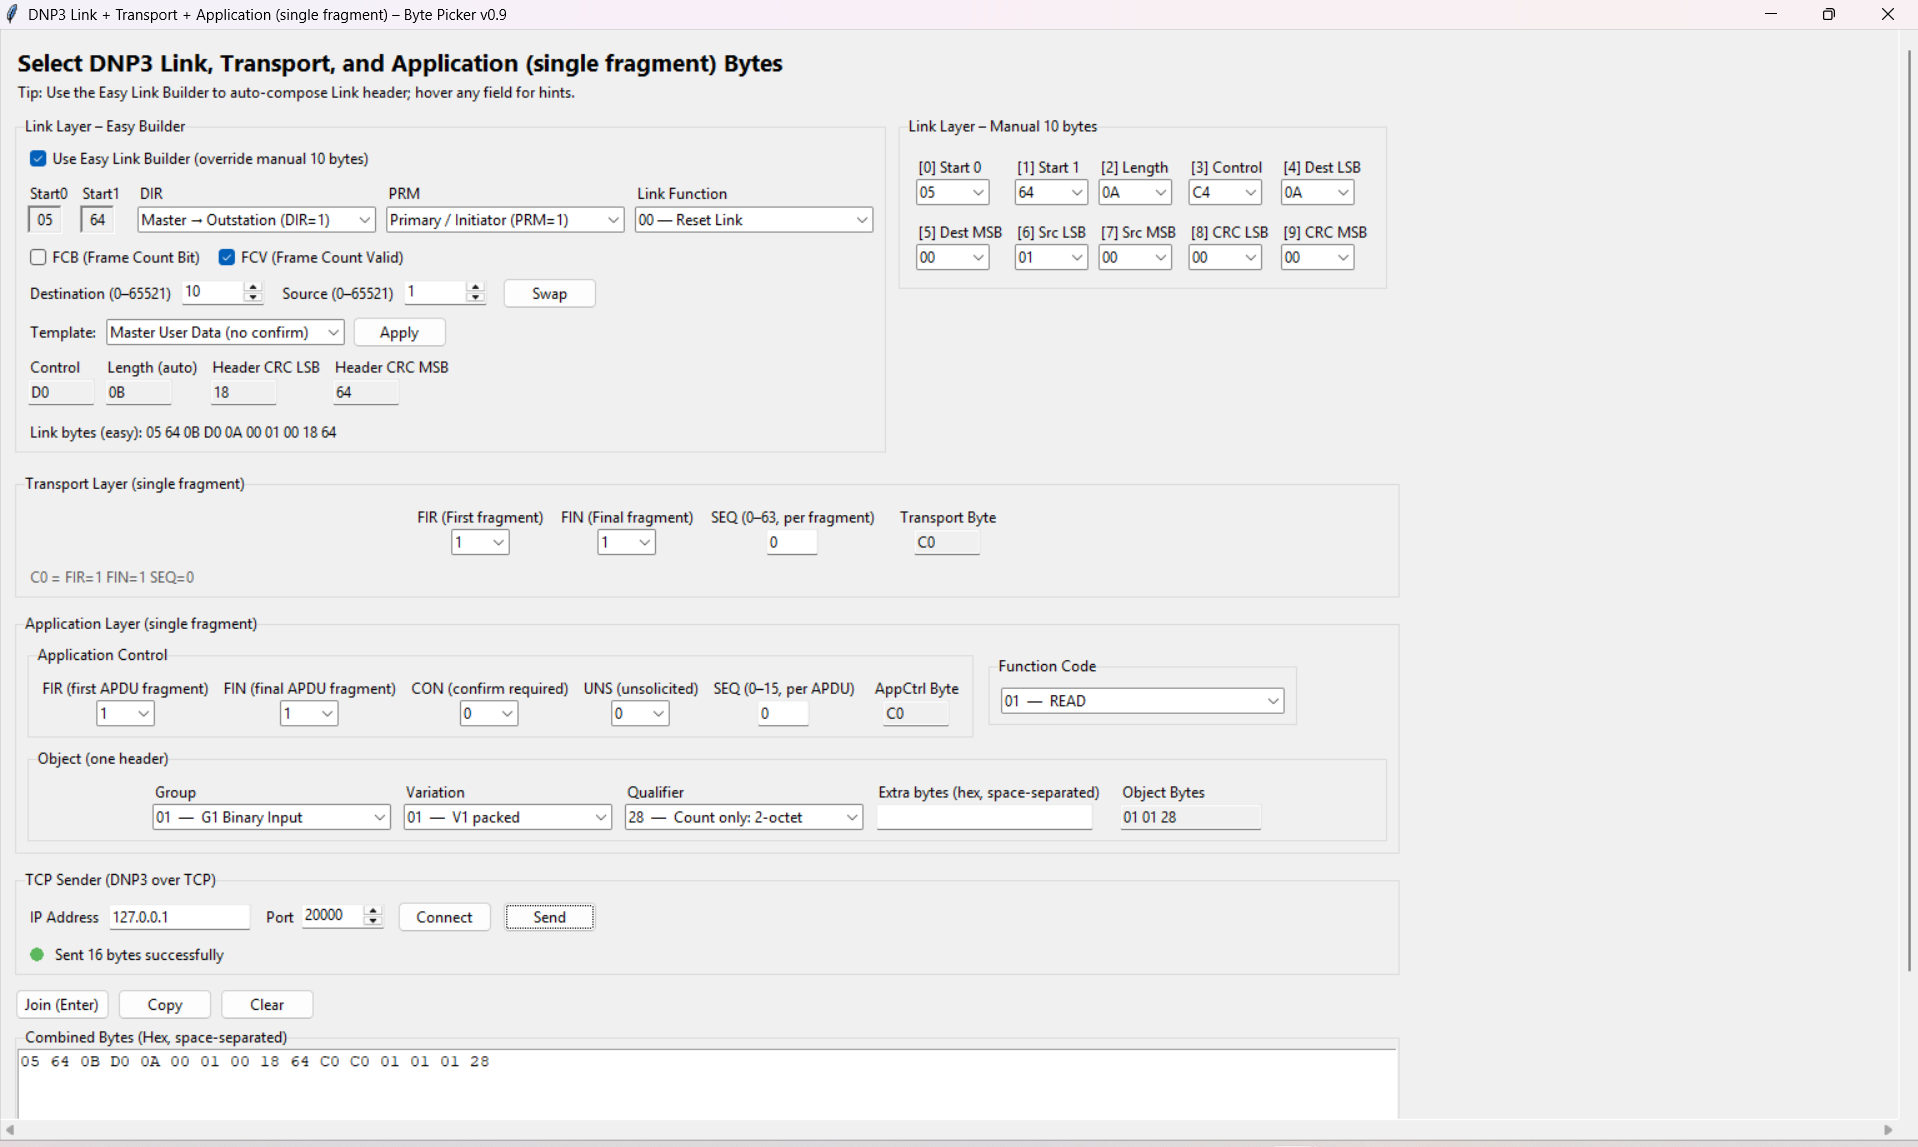 DNP3 Link + Transport + Application (single fragment) – Byte Picker v0.9
Select DNP3 Link, Transport, and Application (single fragment) Bytes
Tip: Use the Easy Link Builder to auto-compose Link header; hover any field for hints.
Link Layer – Easy Builder
Use Easy Link Builder (override manual 10 bytes)
Start0 Start1 DIR PRM Link Function
05 64 Master → Outstation (DIR=1) Primary / Initiator (PRM=1) 00 — Reset Link
FCB (Frame Count Bit) FCV (Frame Count Valid)
Destination (0–65521) 10 Source (0–65521) 1 Swap
Template: Master User Data (no confirm) Apply
Control Length (auto) Header CRC LSB Header CRC MSB
D0 0B 18 64
Link bytes (easy): 05 64 0B D0 0A 00 01 00 18 64
Link Layer – Manual 10 bytes
[0] Start 0 [1] Start 1 [2] Length [3] Control [4] Dest LSB
05 64 0A C4 0A
[5] Dest MSB [6] Src LSB [7] Src MSB [8] CRC LSB [9] CRC MSB
00 01 00 00 00
Transport Layer (single fragment)
FIR (First fragment) FIN (Final fragment) SEQ (0–63, per fragment) Transport Byte
1 1 0 C0
C0 = FIR=1 FIN=1 SEQ=0
Application Layer (single fragment)
Application Control
FIR (first APDU fragment) FIN (final APDU fragment) CON (confirm required) UNS (unsolicited) SEQ (0–15, per APDU) AppCtrl Byte
1 1 0 0 0 C0
Function Code
01 — READ
Object (one header)
Group Variation Qualifier Extra bytes (hex, space-separated) Object Bytes
01 — G1 Binary Input 01 — V1 packed 28 — Count only: 2-octet 01 01 28
TCP Sender (DNP3 over TCP)
IP Address 127.0.0.1 Port 20000 Connect Send
Sent 16 bytes successfully
Join (Enter) Copy Clear
Combined Bytes (Hex, space-separated)
05 64 0B D0 0A 00 01 00 18 64 C0 C0 01 01 01 28